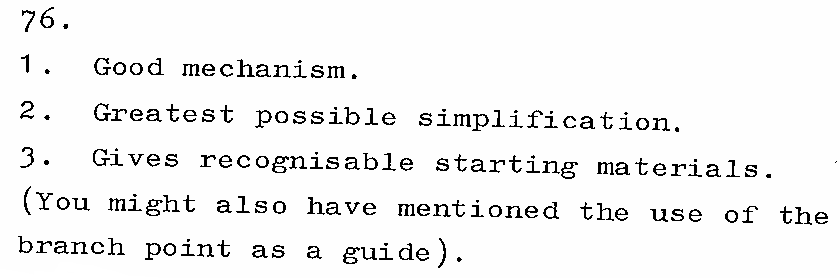 76.
1. Good mechanism.
2. Greatest possible simplification.
3. Gives recognisable starting materials.
(You might also have mentioned the use of the
branch point as a guide).